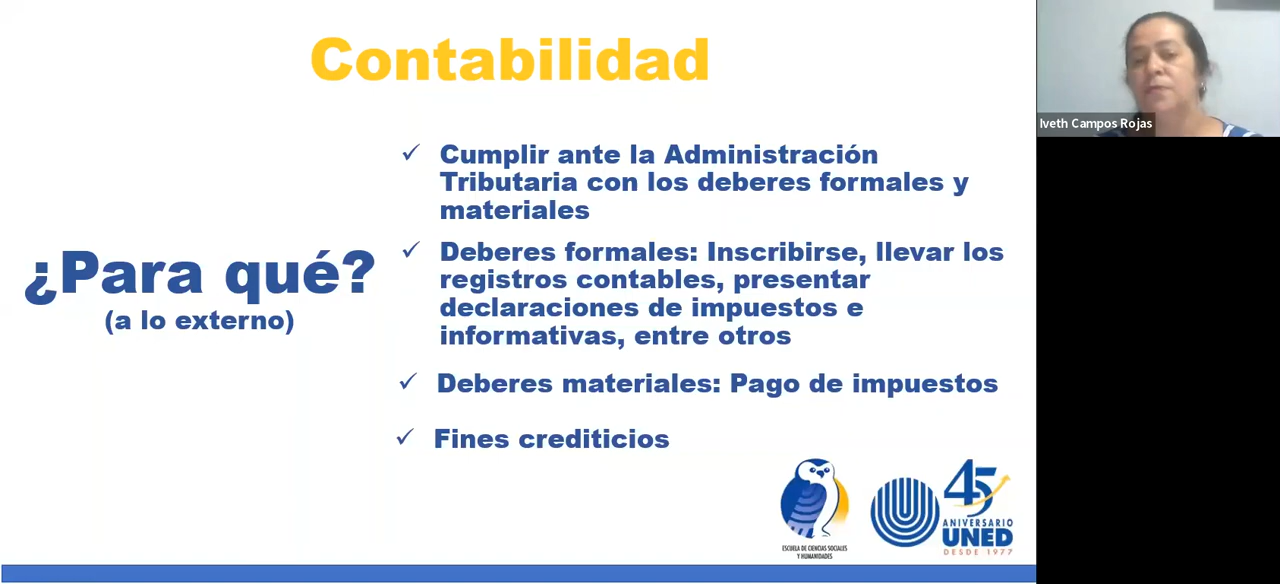 Contabilidad
Iveth Campos Rojas
¿Para qué?
(a lo externo)
✓ Cumplir ante la Administración
Tributaria con los deberes formales y
materiales
✓ Deberes formales: Inscribirse, llevar los
registros contables, presentar
declaraciones de impuestos e
informativas, entre otros
✓ Deberes materiales: Pago de impuestos
✓ Fines crediticios
ESCUELA DE CIENCIAS SOCIALES
Y HUMANIDADES
45
ANIVERSARIO
UNED
DESDE 1977